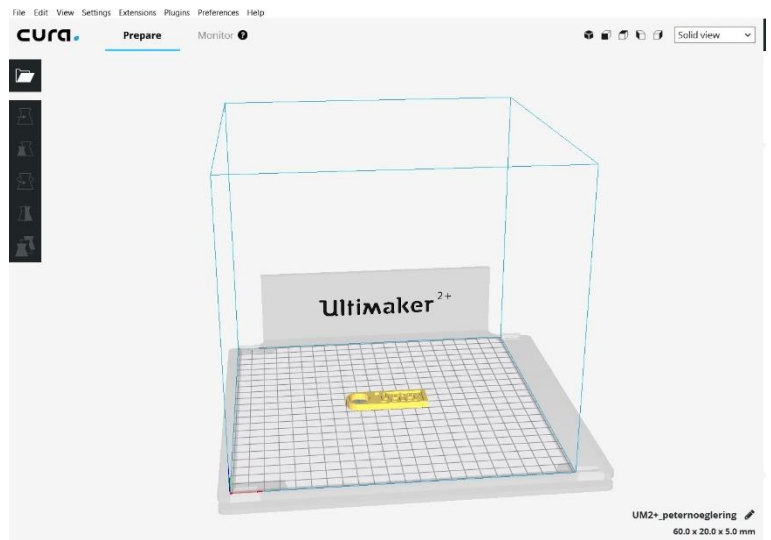 File Edit View Settings Extensions Plugins Preferences Help
cura.
Prepare
Monitor ?
Solid view
Ultimaker 2+
UM2+_peternoeglering
60.0 x 20.0 x 5.0 mm